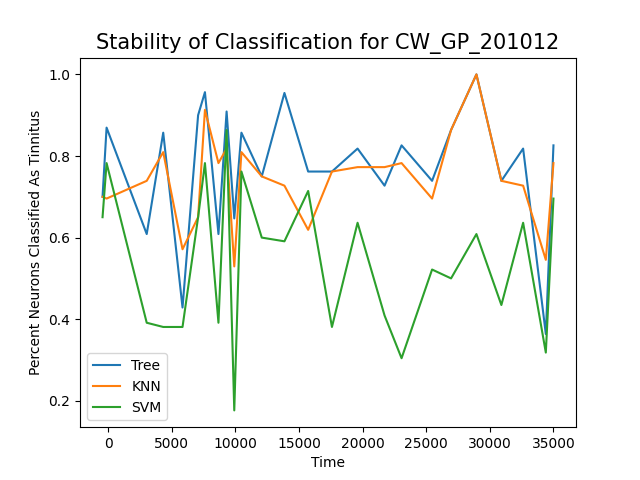 Stability of Classification for CW_GP_201012
Percent Neurons Classified As Tinnitus
1.0
0.8
0.6
0.4
0.2
Tree
KNN
SVM
0 5000 10000 15000 20000 25000 30000 35000
Time